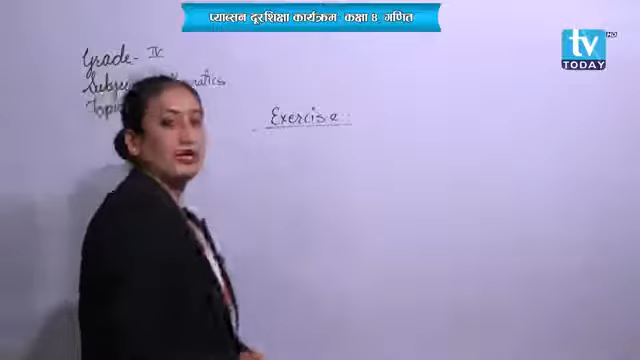 प्याब्सन दूरशिक्षा कार्यक्रम कक्षा ४, गणित
tv HD
TODAY
Grade - IV
Exercise :